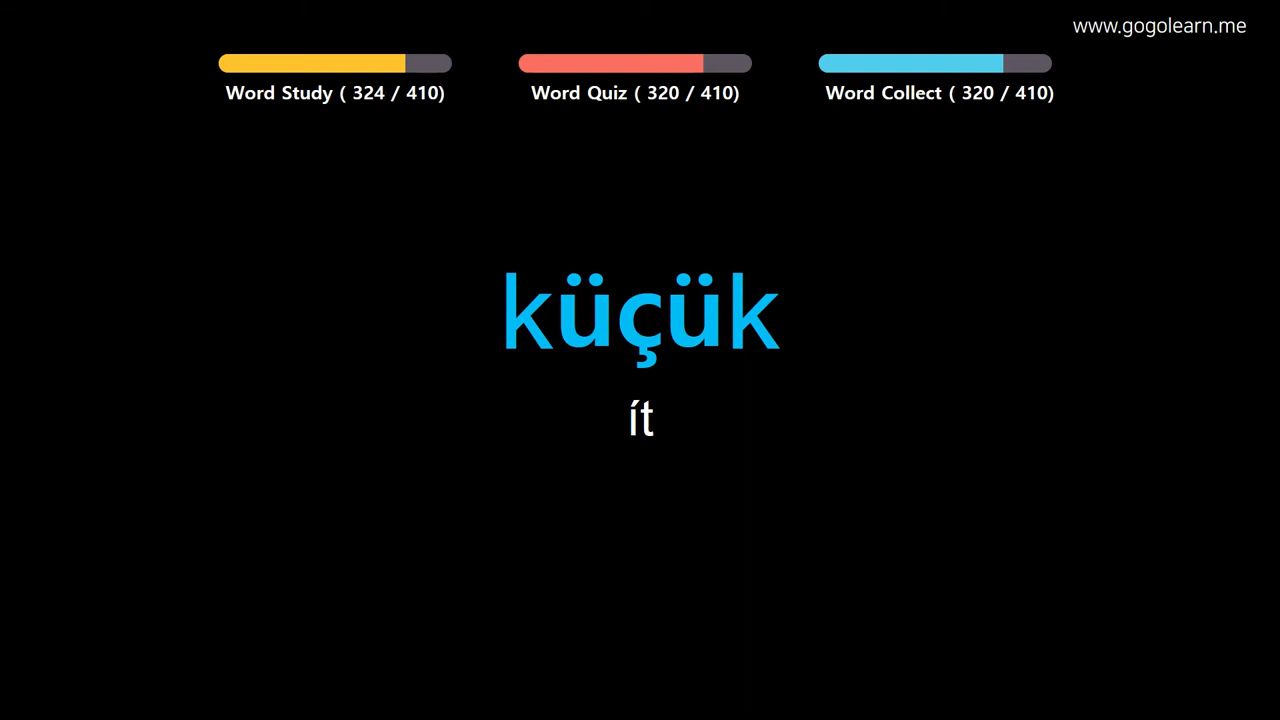 www.gogolearn.me
Word Study ( 324 / 410)
Word Quiz ( 320 / 410)
Word Collect ( 320 / 410)
küçük
ít